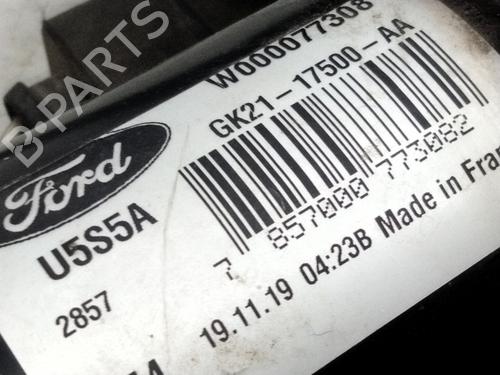 W000077308
GK21-17500-AA
Ford
7 857000 773082
U5S5A
2857
19.11.19 04:23B Made in Fran
B-PARTS